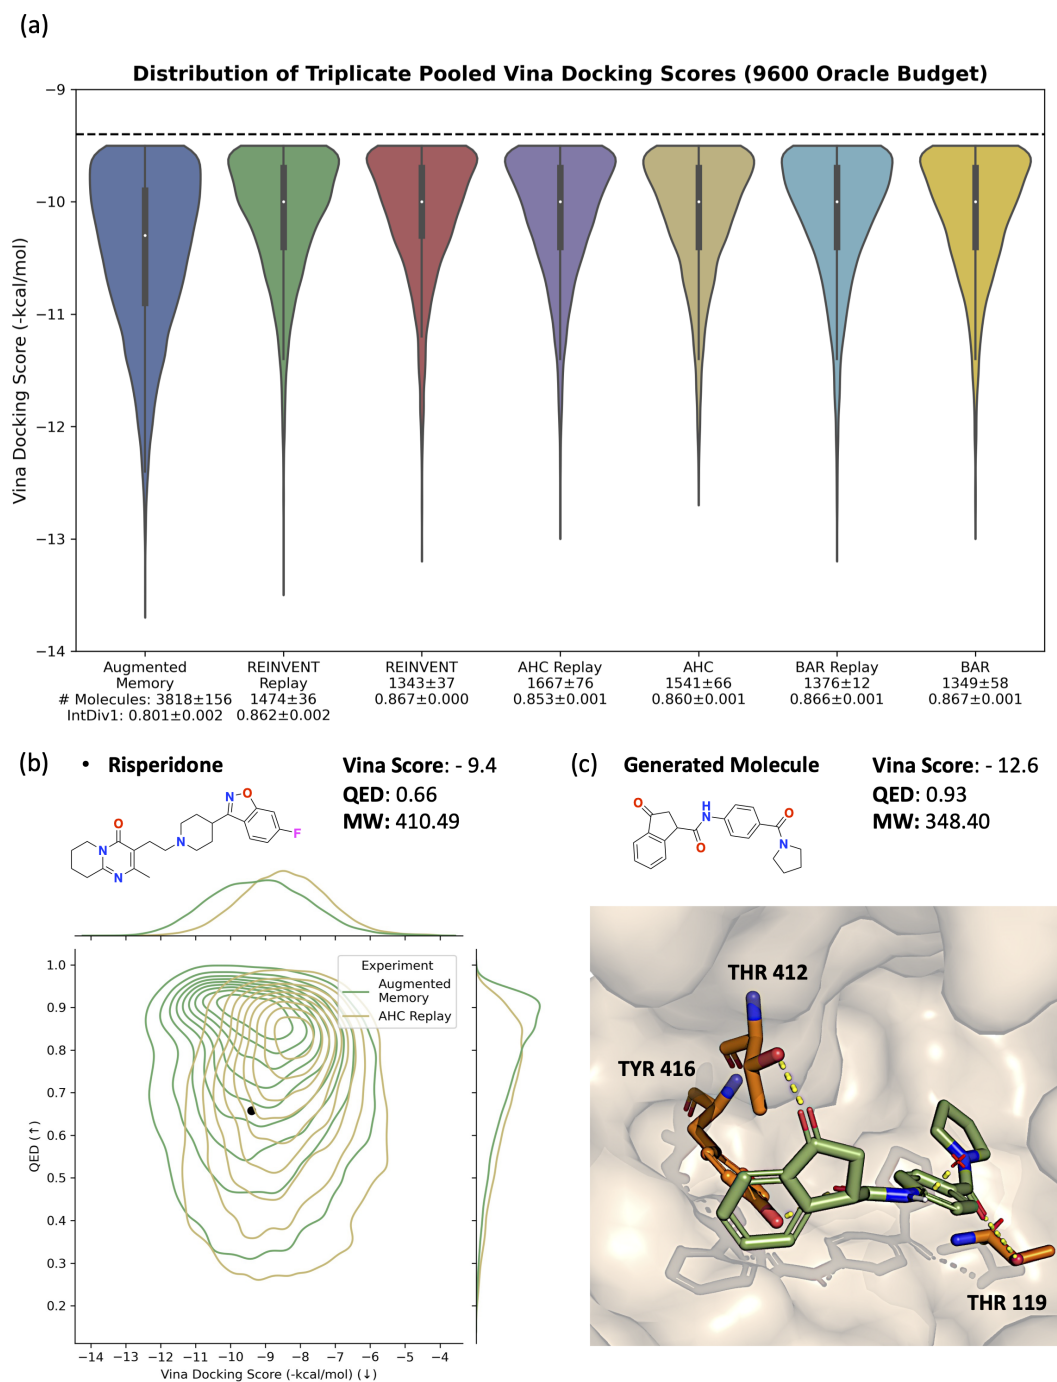 (a)
Distribution of Triplicate Pooled Vina Docking Scores (9600 Oracle Budget)
Vina Docking Score (-kcal/mol)
−9
−10
−11
−12
−13
−14
Augmented
Memory
# Molecules: 3818±156
IntDiv1: 0.801±0.002
REINVENT
Replay
1474±36
0.862±0.002
REINVENT
1343±37
0.867±0.000
AHC Replay
1667±76
0.853±0.001
AHC
1541±66
0.860±0.001
BAR Replay
1376±12
0.866±0.001
BAR
1349±58
0.867±0.001
(b)
• Risperidone
Vina Score: - 9.4
QED: 0.66
MW: 410.49
N
O
F
O
N
N
N
Experiment
Augmented
Memory
AHC Replay
QED (↑)
1.0
0.9
0.8
0.7
0.6
0.5
0.4
0.3
0.2
−14 −13 −12 −11 −10 −9 −8 −7 −6 −5 −4
Vina Docking Score (-kcal/mol) (↓)
(c)
Generated Molecule
Vina Score: - 12.6
QED: 0.93
MW: 348.40
O
H
N
O
O
N
THR 412
TYR 416
THR 119